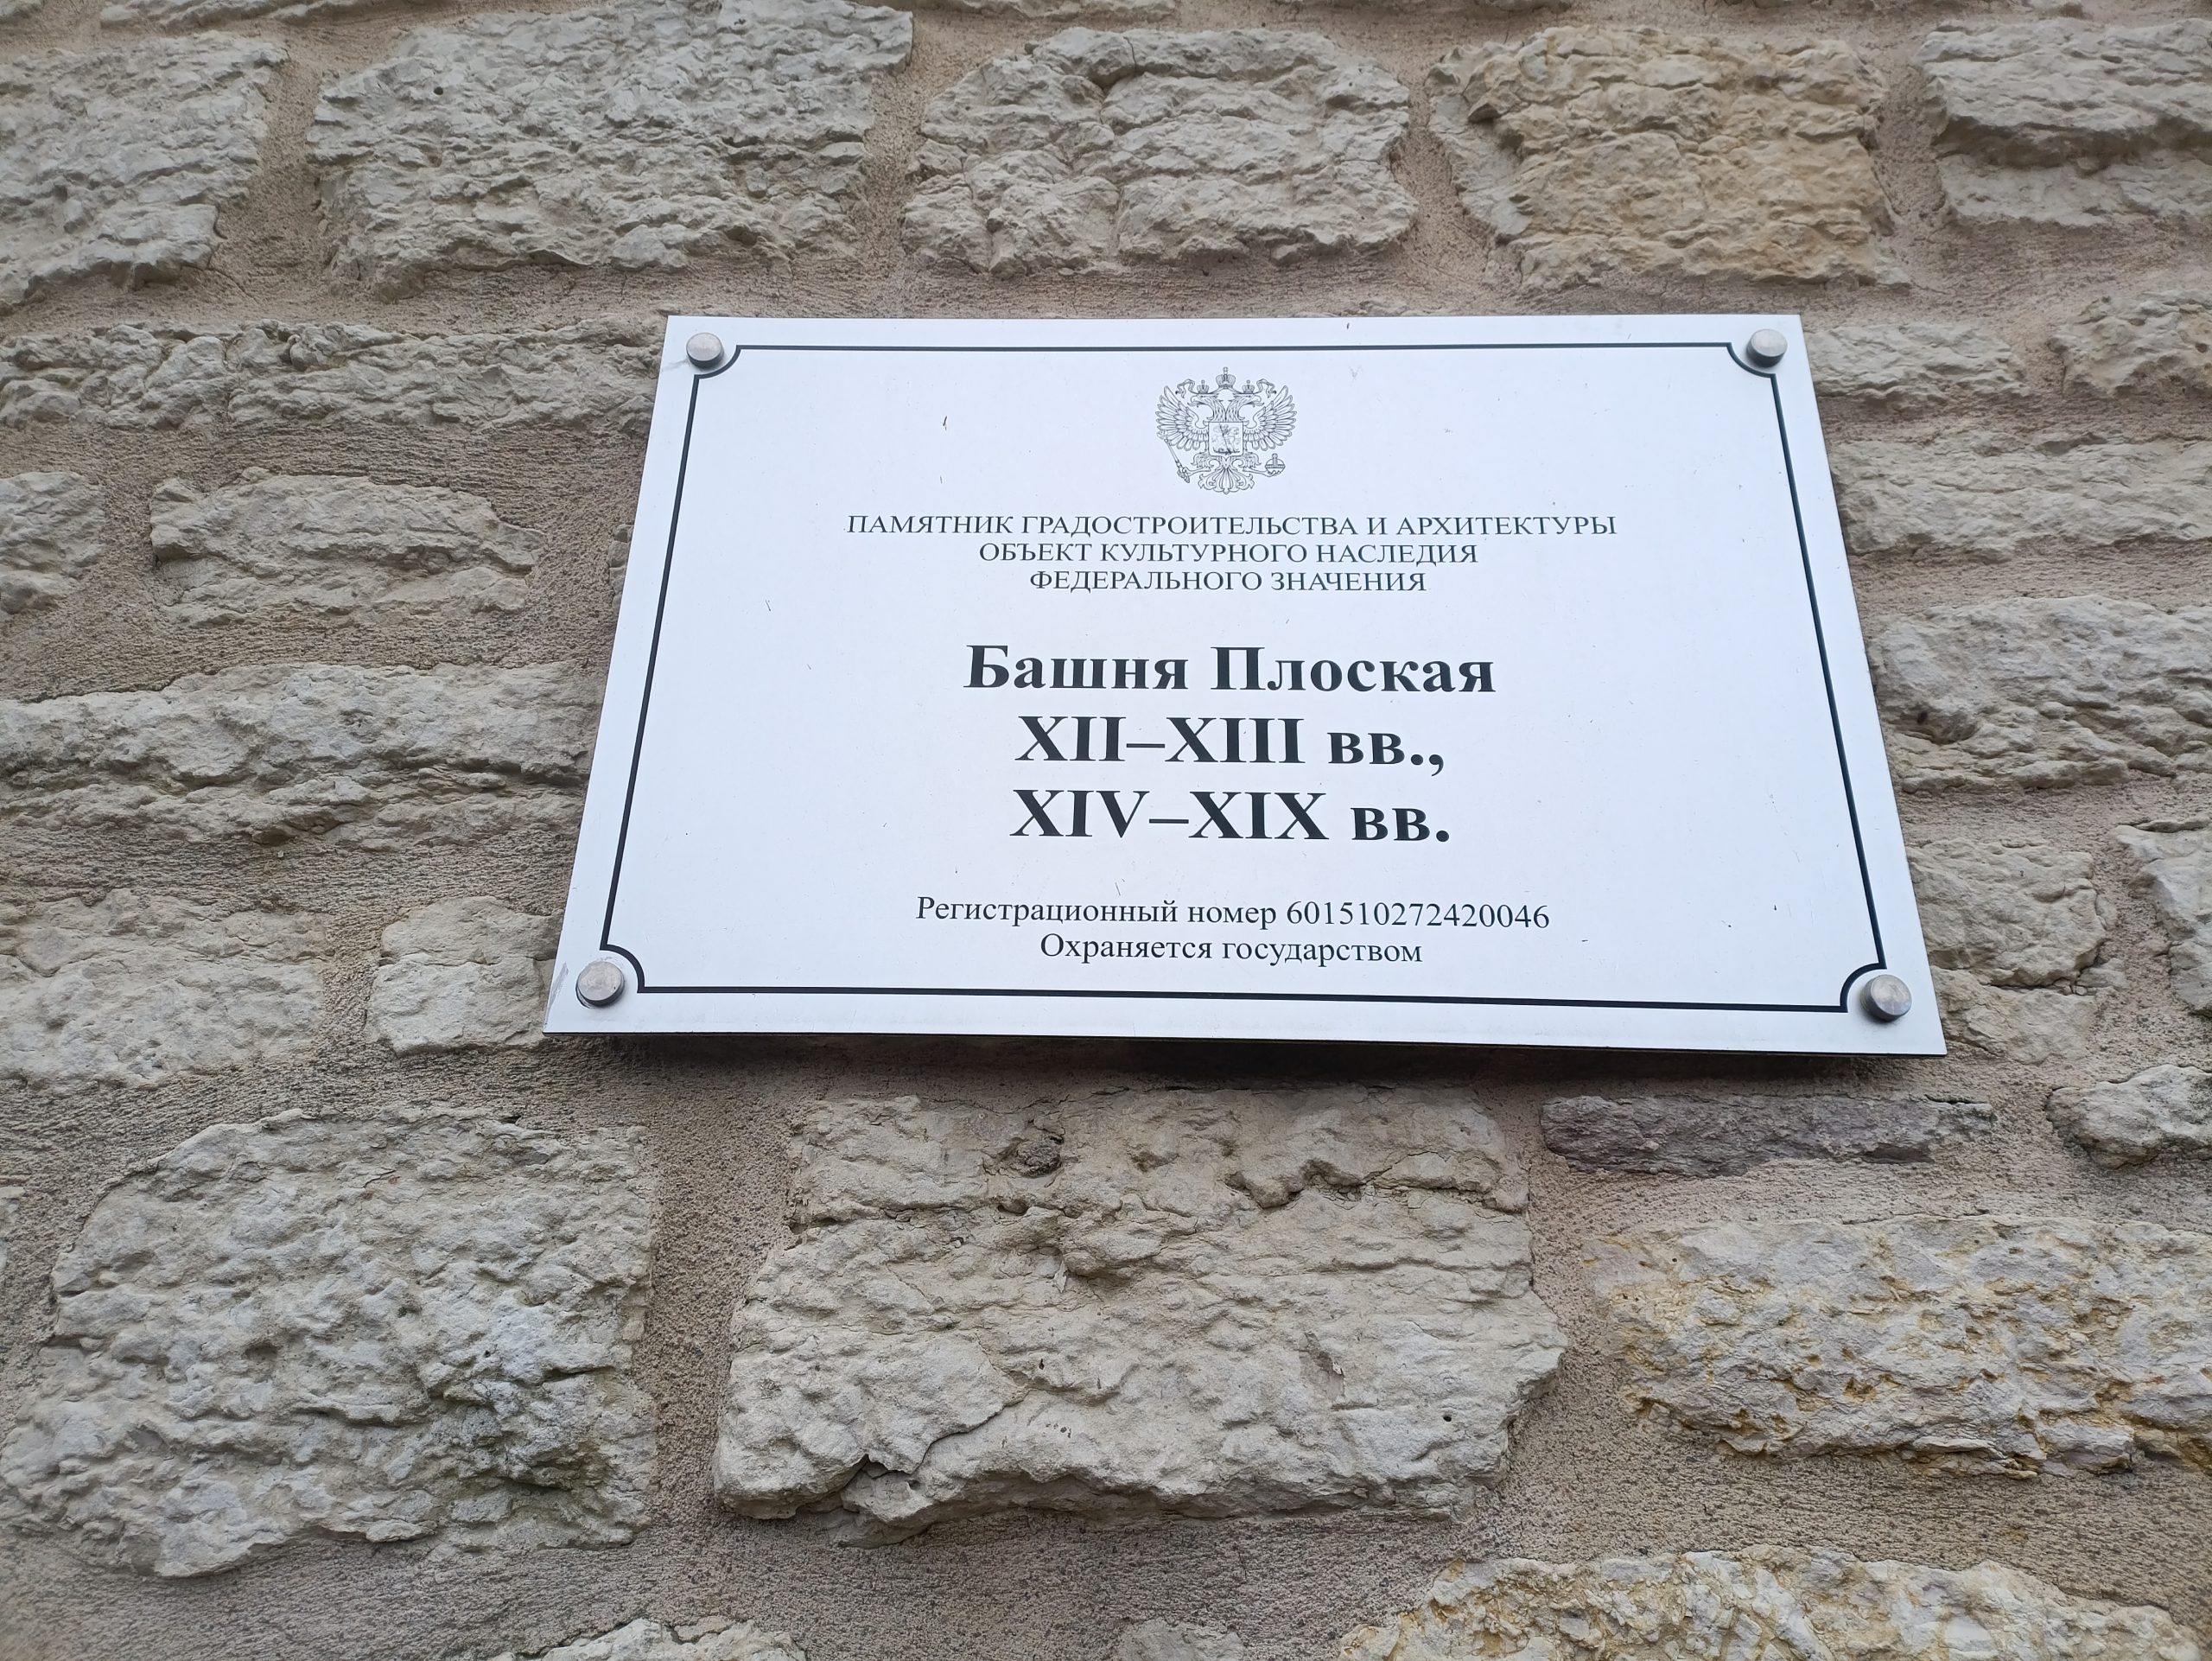 ПАМЯТНИК ГРАДОСТРОИТЕЛЬСТВА И АРХИТЕКТУРЫ
ОБЪЕКТ КУЛЬТУРНОГО НАСЛЕДИЯ
ФЕДЕРАЛЬНОГО ЗНАЧЕНИЯ
Башня Плоская
XII–XIII вв.,
XIV–XIX вв.
Регистрационный номер 601510272420046
Охраняется государством